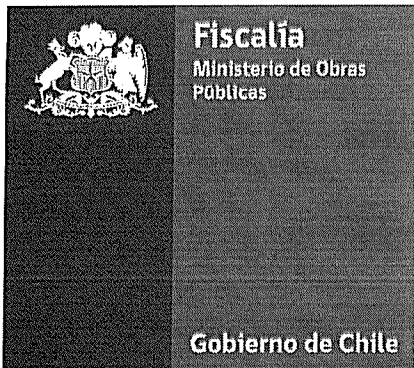 Fiscalía
Ministerio de Obras
Públicas
Gobierno de Chile